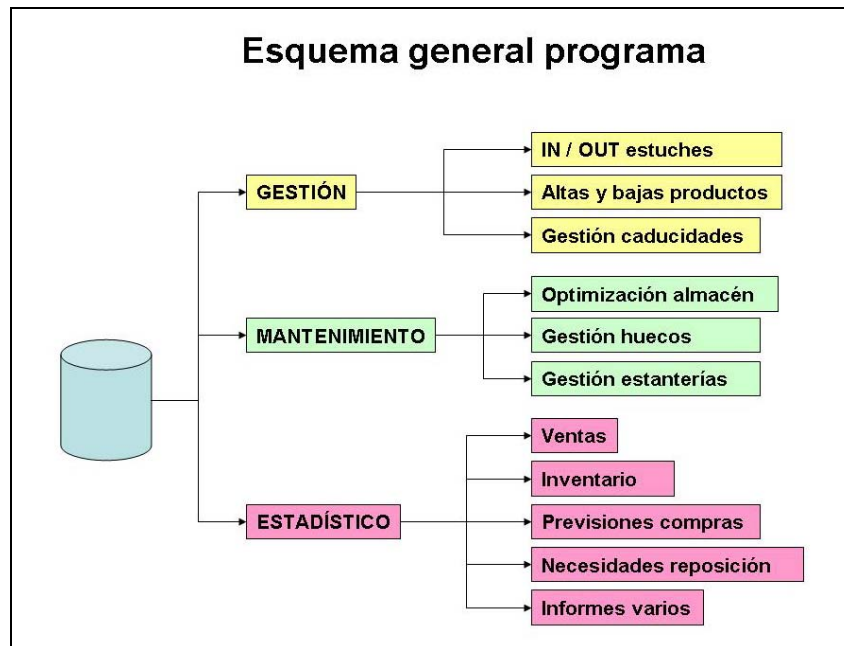 Esquema general programa
GESTIÓN
IN / OUT estuches
Altas y bajas productos
Gestión caducidades
MANTENIMIENTO
Optimización almacén
Gestión huecos
Gestión estanterías
ESTADÍSTICO
Ventas
Inventario
Previsiones compras
Necesidades reposición
Informes varios